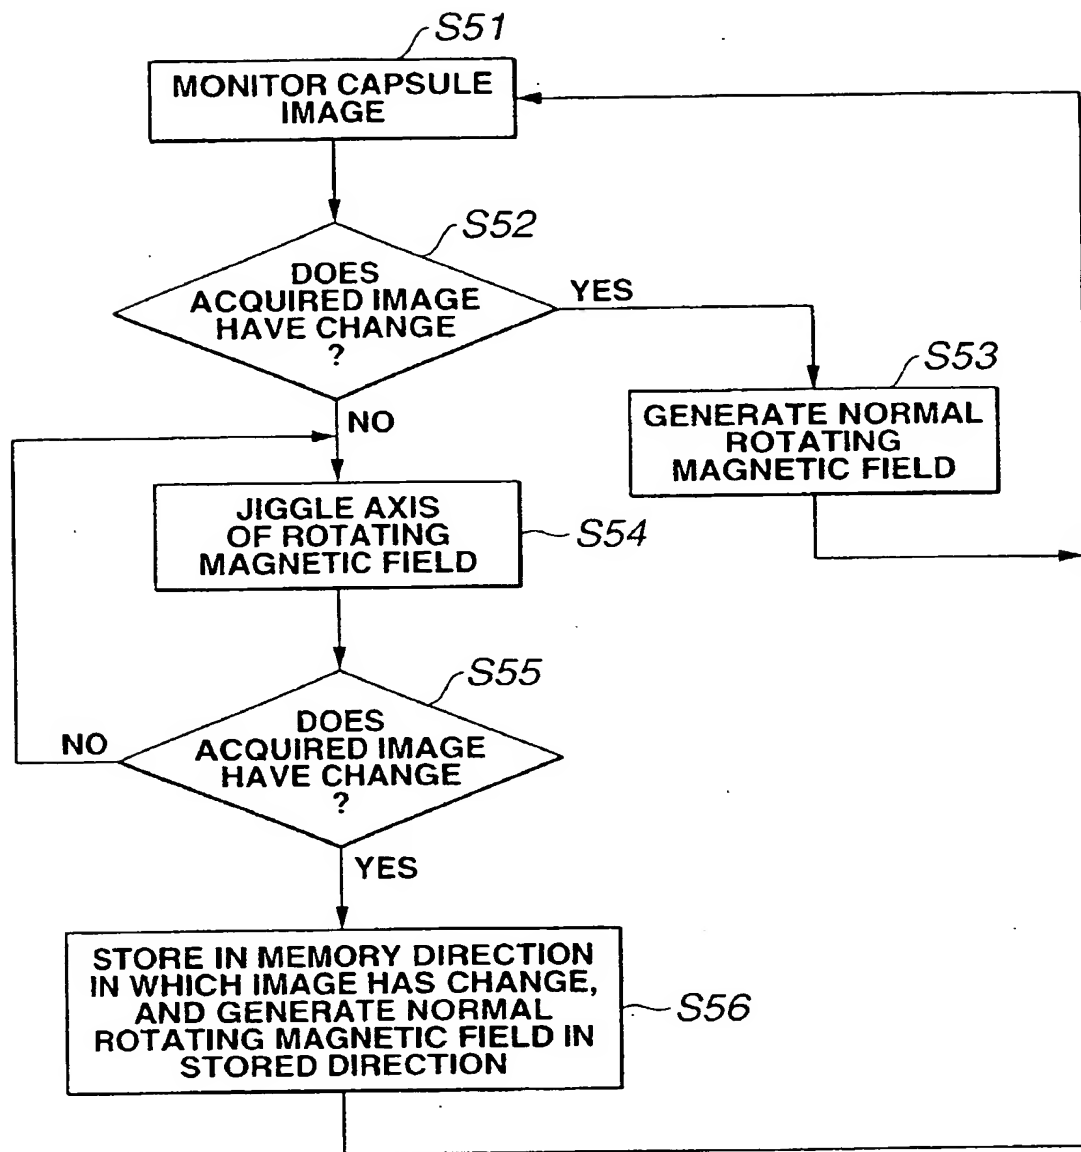 S51
MONITOR CAPSULE
IMAGE
S52
DOES
ACQUIRED IMAGE
HAVE CHANGE
?
YES
NO
S53
GENERATE NORMAL
ROTATING
MAGNETIC FIELD
JIGGLE AXIS
OF ROTATING
MAGNETIC FIELD
S54
S55
DOES
ACQUIRED IMAGE
HAVE CHANGE
?
NO
YES
STORE IN MEMORY DIRECTION
IN WHICH IMAGE HAS CHANGE,
AND GENERATE NORMAL
ROTATING MAGNETIC FIELD IN
STORED DIRECTION
S56